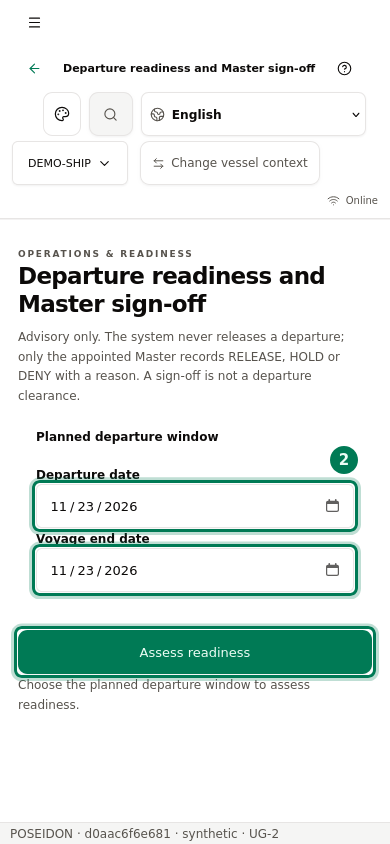 Departure readiness and Master sign-off
English
DEMO-SHIP
Change vessel context
Online
OPERATIONS & READINESS
Departure readiness and
Master sign-off
Advisory only. The system never releases a departure;
only the appointed Master records RELEASE, HOLD or
DENY with a reason. A sign-off is not a departure
clearance.
Planned departure window
2
Departure date
11 / 23 / 2026
Voyage end date
11 / 23 / 2026
Assess readiness
Choose the planned departure window to assess
readiness.
POSEIDON · d0aac6f6e681 · synthetic · UG-2